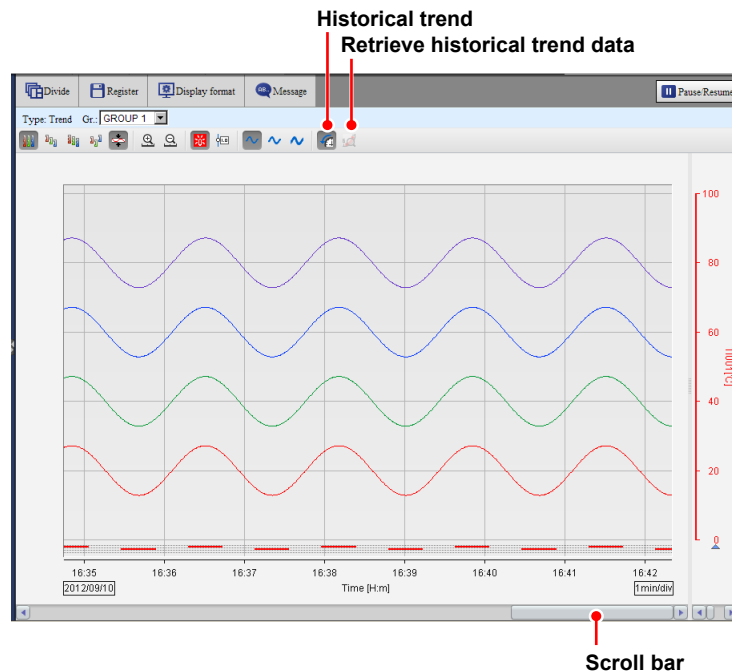 Historical trend
Retrieve historical trend data
Divide Register Display format Message Pause/Resume
Type: Trend Gr.: GROUP 1
100
80
60
40
20
0
16:35 16:36 16:37 16:38 16:39 16:40 16:41 16:42
2012/09/10 Time [H:m] 1min/div
Scroll bar